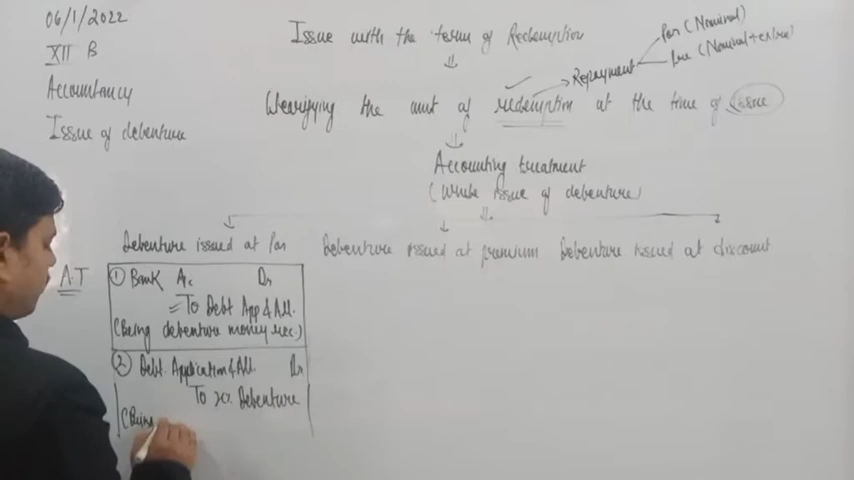 06/1/2022
XII B
Accountancy
Issue of debenture
Issue with the term of Redemption
Repayment
Par (Nominal)
Pre (Nominal + extra)
the amt of redemption at the time of issue
Accounting treatment
(While issue of debenture)
Debenture issued at Par
Debenture issued at premium
Debenture issued at discount
A.T
① Bank A/c Dr
To Debt App & All.
(Being debenture money rec.)
② Debt. Application & All. Dr
To x% Debenture
(Being